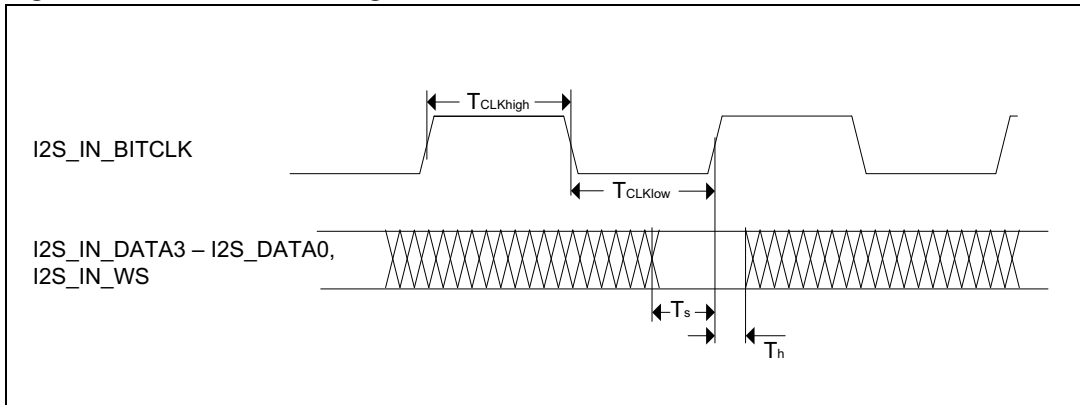 TCLKhigh
I2S_IN_BITCLK
TCLKlow
I2S_IN_DATA3 – I2S_DATA0,
I2S_IN_WS
Ts
Th